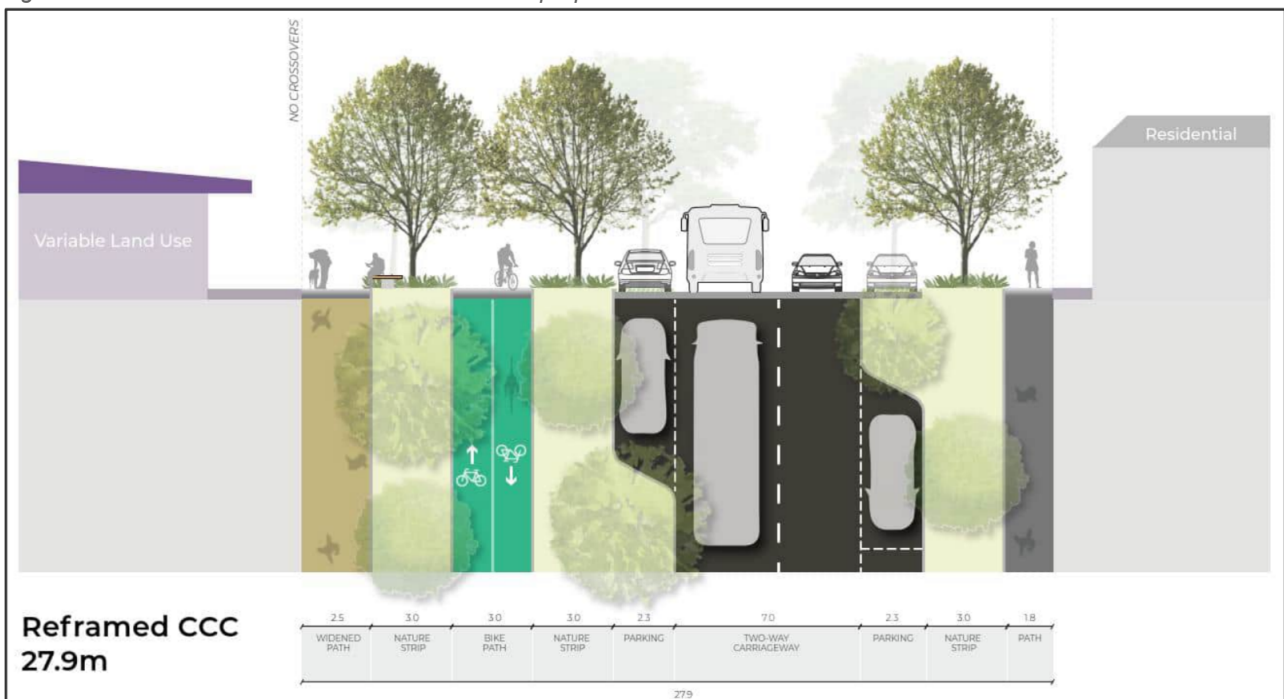 NO CROSSOVERS
Variable Land Use
Residential
Reframed CCC
27.9m
2.5 3.0 3.0 3.0 2.3 7.0 2.3 3.0 1.8
WIDENED PATH
NATURE STRIP
BIKE PATH
NATURE STRIP
PARKING
TWO-WAY CARRIAGEWAY
PARKING
NATURE STRIP
PATH
27.9